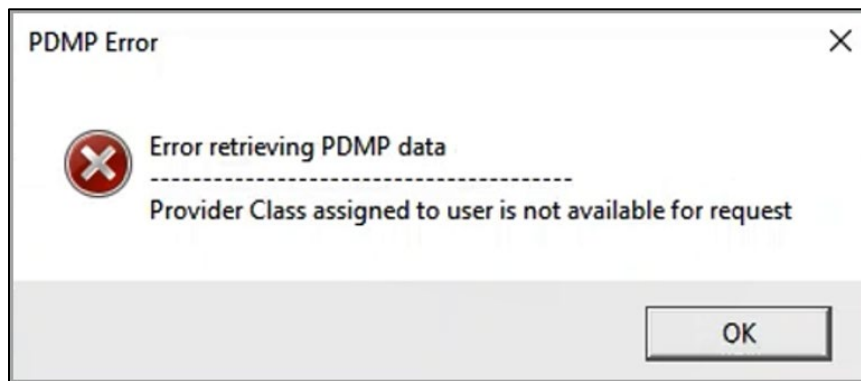 PDMP Error
Error retrieving PDMP data
---------------------------------------
Provider Class assigned to user is not available for request
OK